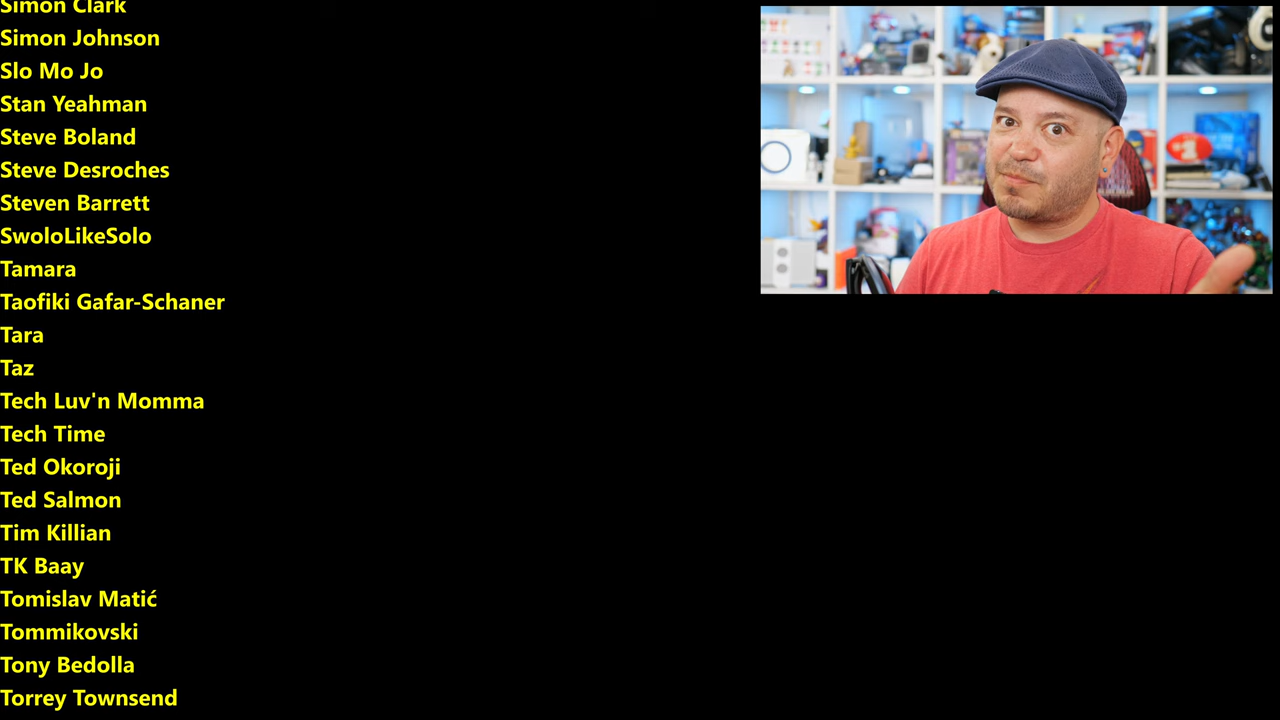 Simon Clark
Simon Johnson
Slo Mo Jo
Stan Yeahman
Steve Boland
Steve Desroches
Steven Barrett
SwoloLikeSolo
Tamara
Taofiki Gafar-Schaner
Tara
Taz
Tech Luv'n Momma
Tech Time
Ted Okoroji
Ted Salmon
Tim Killian
TK Baay
Tomislav Matić
Tommikovski
Tony Bedolla
Torrey Townsend
#1